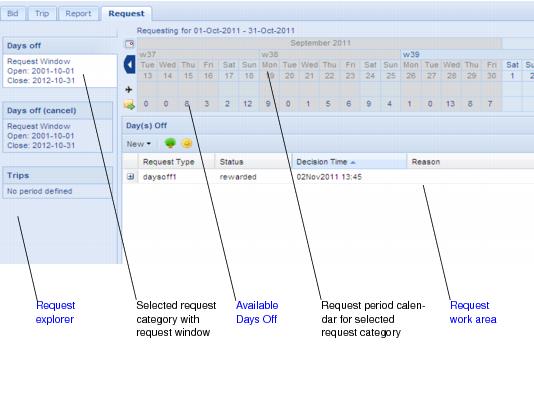 Bid Trip Report Request
Requesting for 01-Oct-2011 - 31-Oct-2011
Days off
Request Window
Open: 2001-10-01
Close: 2012-10-31
Days off (cancel)
Request Window
Open: 2001-10-01
Close: 2012-10-31
Trips
No period defined
September 2011
w37 w38 w39
Tue Wed Thu Fri Sat Sun Mon Tue Wed Thu Fri Sat Sun Mon Tue Wed Thu Fri Sat Su
13 14 15 16 17 18 19 20 21 22 23 24 25 26 27 28 29 30 1 2
0 0 8 3 2 12 9 0 1 5 6 9 4 1 0 13 8 7
Day(s) Off
New
Request Type Status Decision Time Reason
daysoff1 rewarded 02Nov2011 13:45
Request
explorer
Selected request
category with
request window
Available
Days Off
Request period calen-
dar for selected
request category
Request
work area